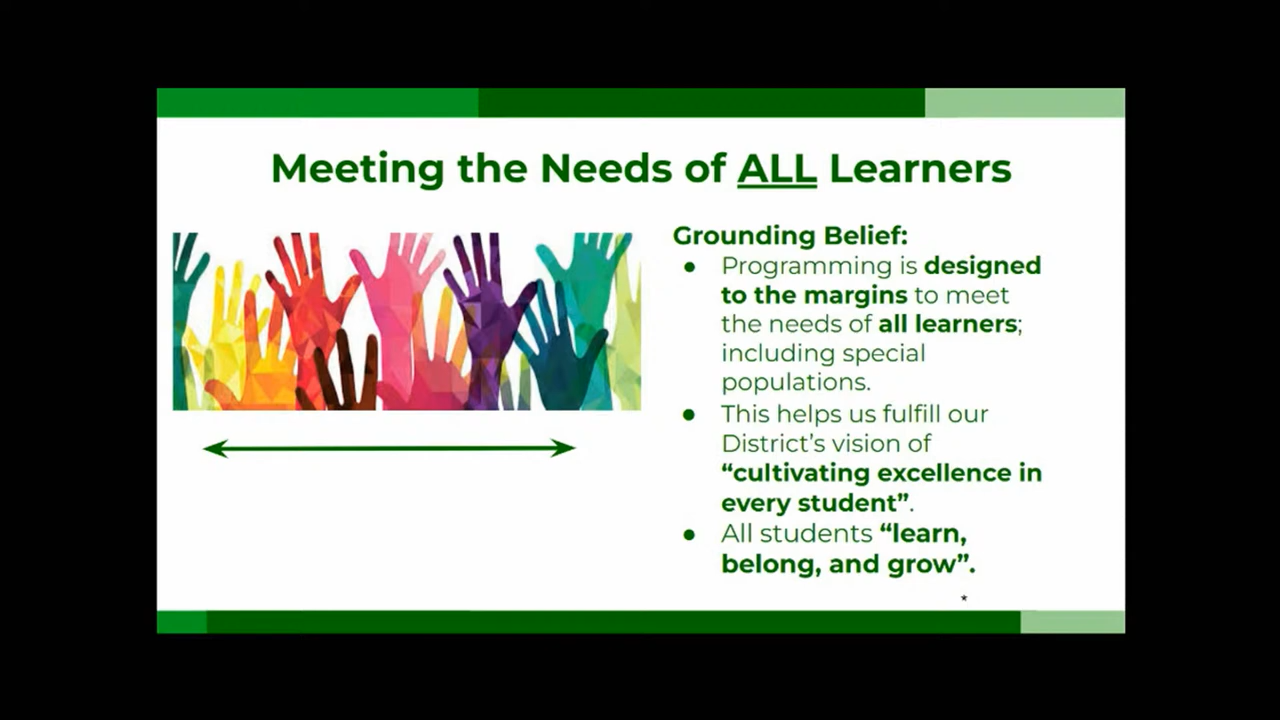 Meeting the Needs of ALL Learners
Grounding Belief:
● Programming is designed
to the margins to meet
the needs of all learners;
including special
populations.
● This helps us fulfill our
District’s vision of
“cultivating excellence in
every student”.
● All students “learn,
belong, and grow”.
*